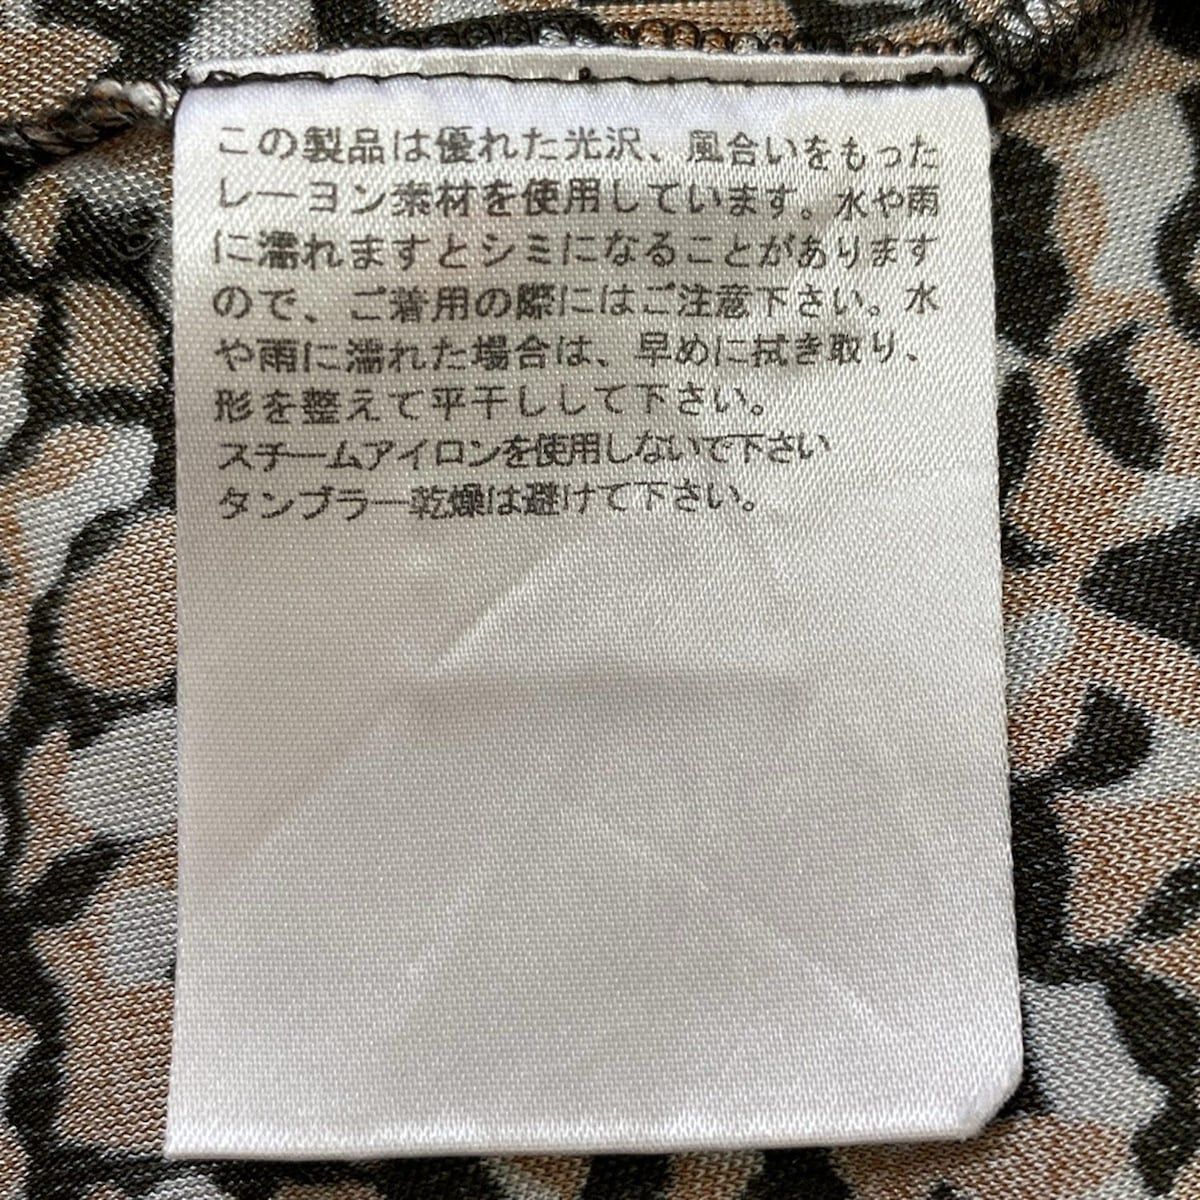 この製品は優れた光沢、風合いをもった
レーヨン素材を使用しています。水や雨
に濡れますとシミになることがあります
ので、ご着用の際にはご注意下さい。水
や雨に濡れた場合は、早めに拭き取り、
形を整えて平干しして下さい。
スチームアイロンを使用しないで下さい
タンブラー乾燥は避けて下さい。